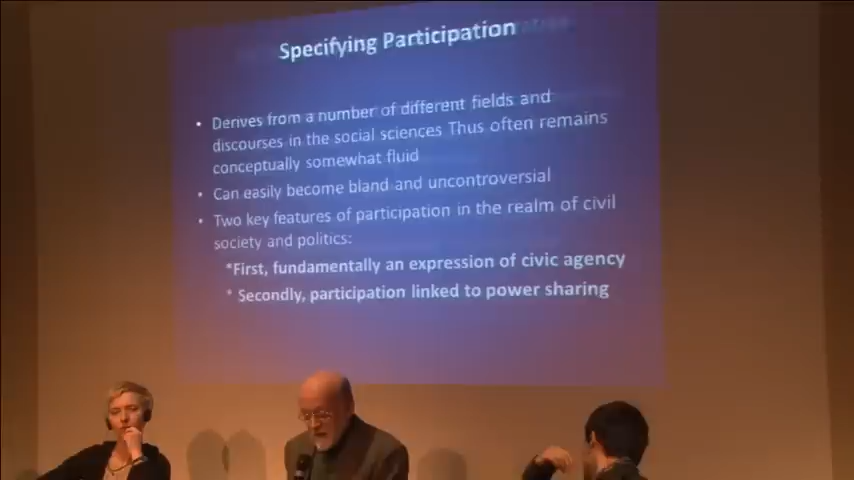 Specifying Participation
• Derives from a number of different fields and
discourses in the social sciences Thus often remains
conceptually somewhat fluid
• Can easily become bland and uncontroversial
• Two key features of participation in the realm of civil
society and politics:
*First, fundamentally an expression of civic agency
* Secondly, participation linked to power sharing